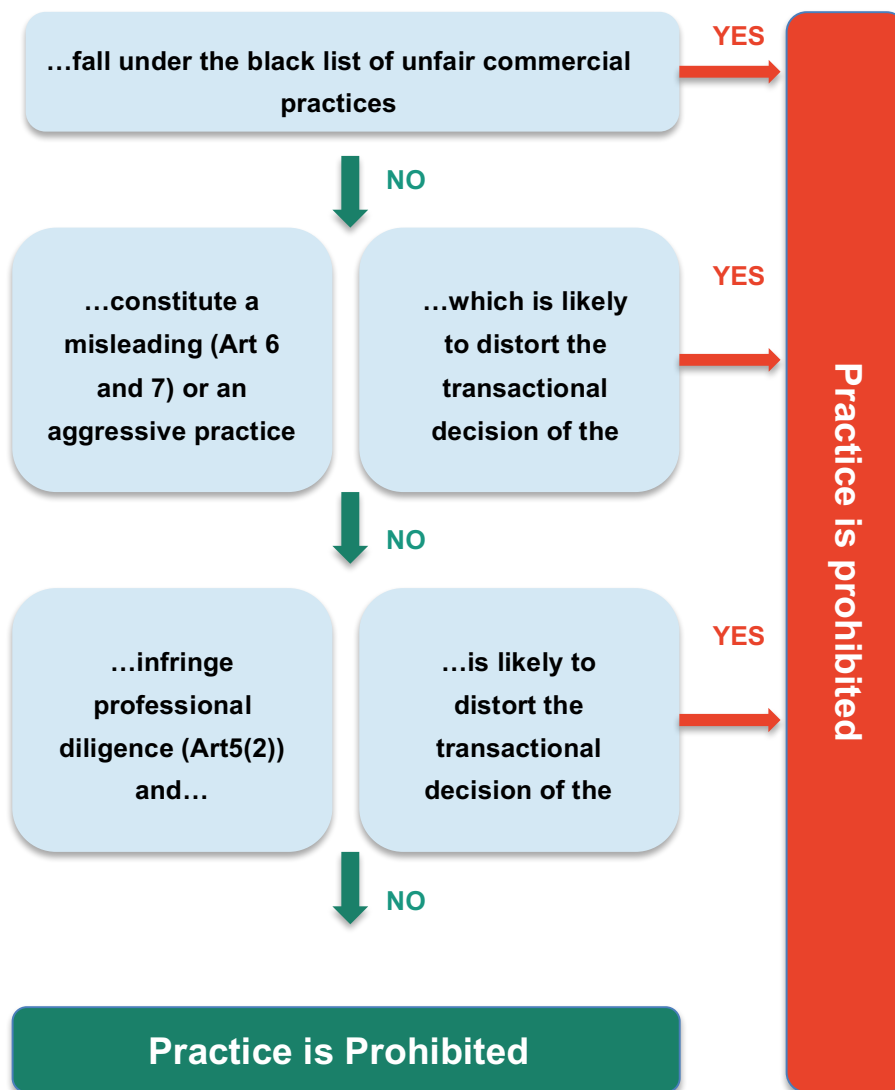 …fall under the black list of unfair commercial
practices
YES
NO
…constitute a
misleading (Art 6
and 7) or an
aggressive practice
…which is likely
to distort the
transactional
decision of the
YES
NO
…infringe
professional
diligence (Art5(2))
and…
…is likely to
distort the
transactional
decision of the
YES
NO
Practice is Prohibited
Practice is prohibited